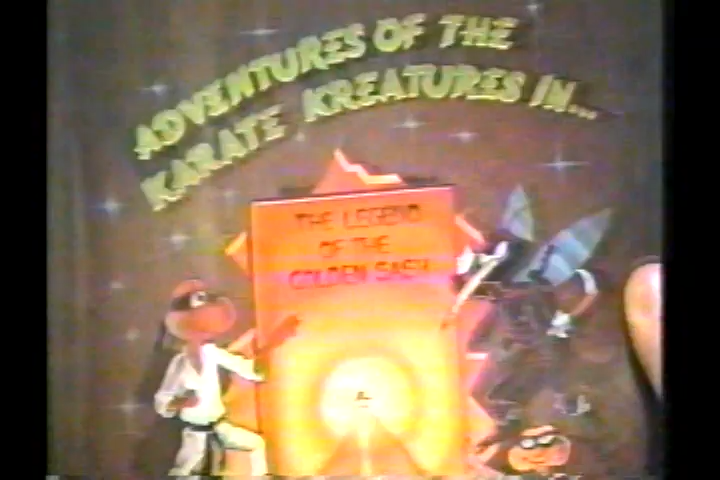 ADVENTURES OF THE
KARATE KREATURES IN...
THE LEGEND
OF THE
GOLDEN SASH